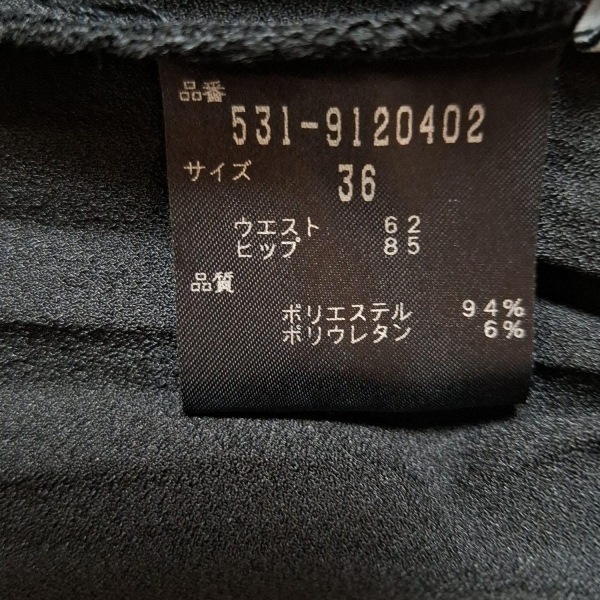 品番
531-9120402
サイズ 36
ウエスト 62
ヒップ 85
品質
ポリエステル 94%
ポリウレタン 6%